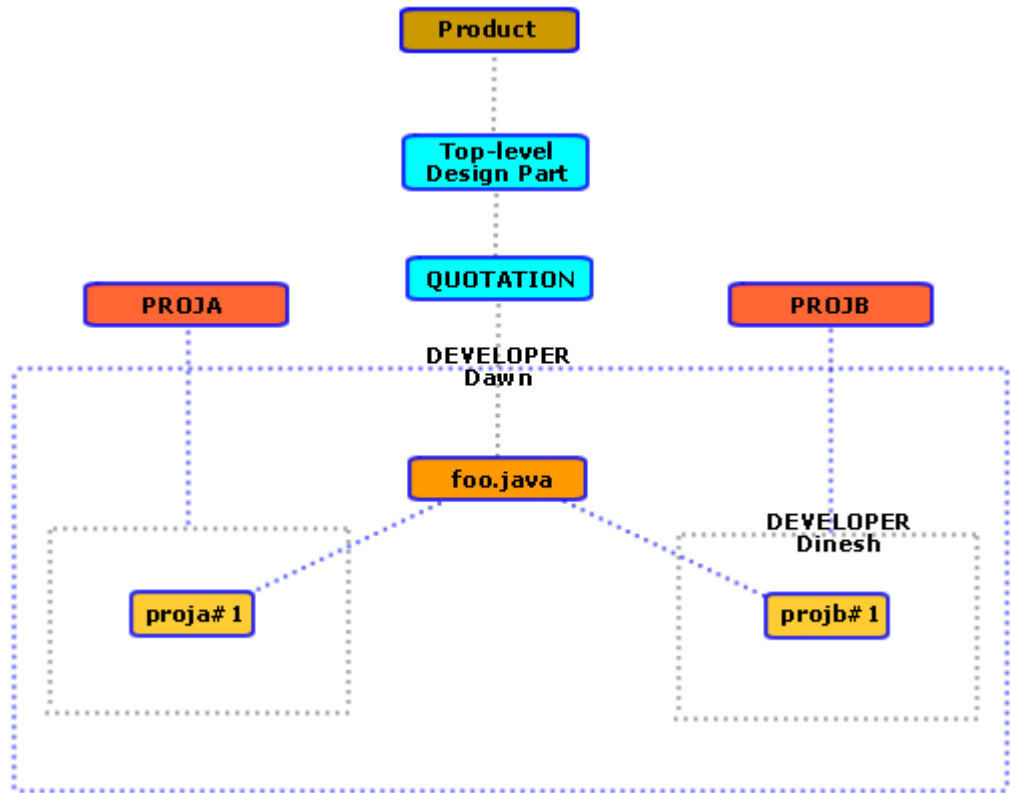 Product
Top-level
Design Part
QUOTATION
PROJA
PROJB
DEVELOPER
Dawn
foo.java
DEVELOPER
Dinesh
proja#1
projb#1